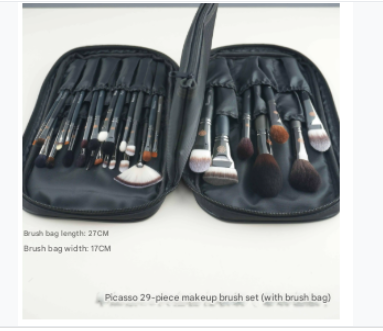 Brush bag length: 27CM
Brush bag width: 17CM
Picasso 29-piece makeup brush set (with brush bag)